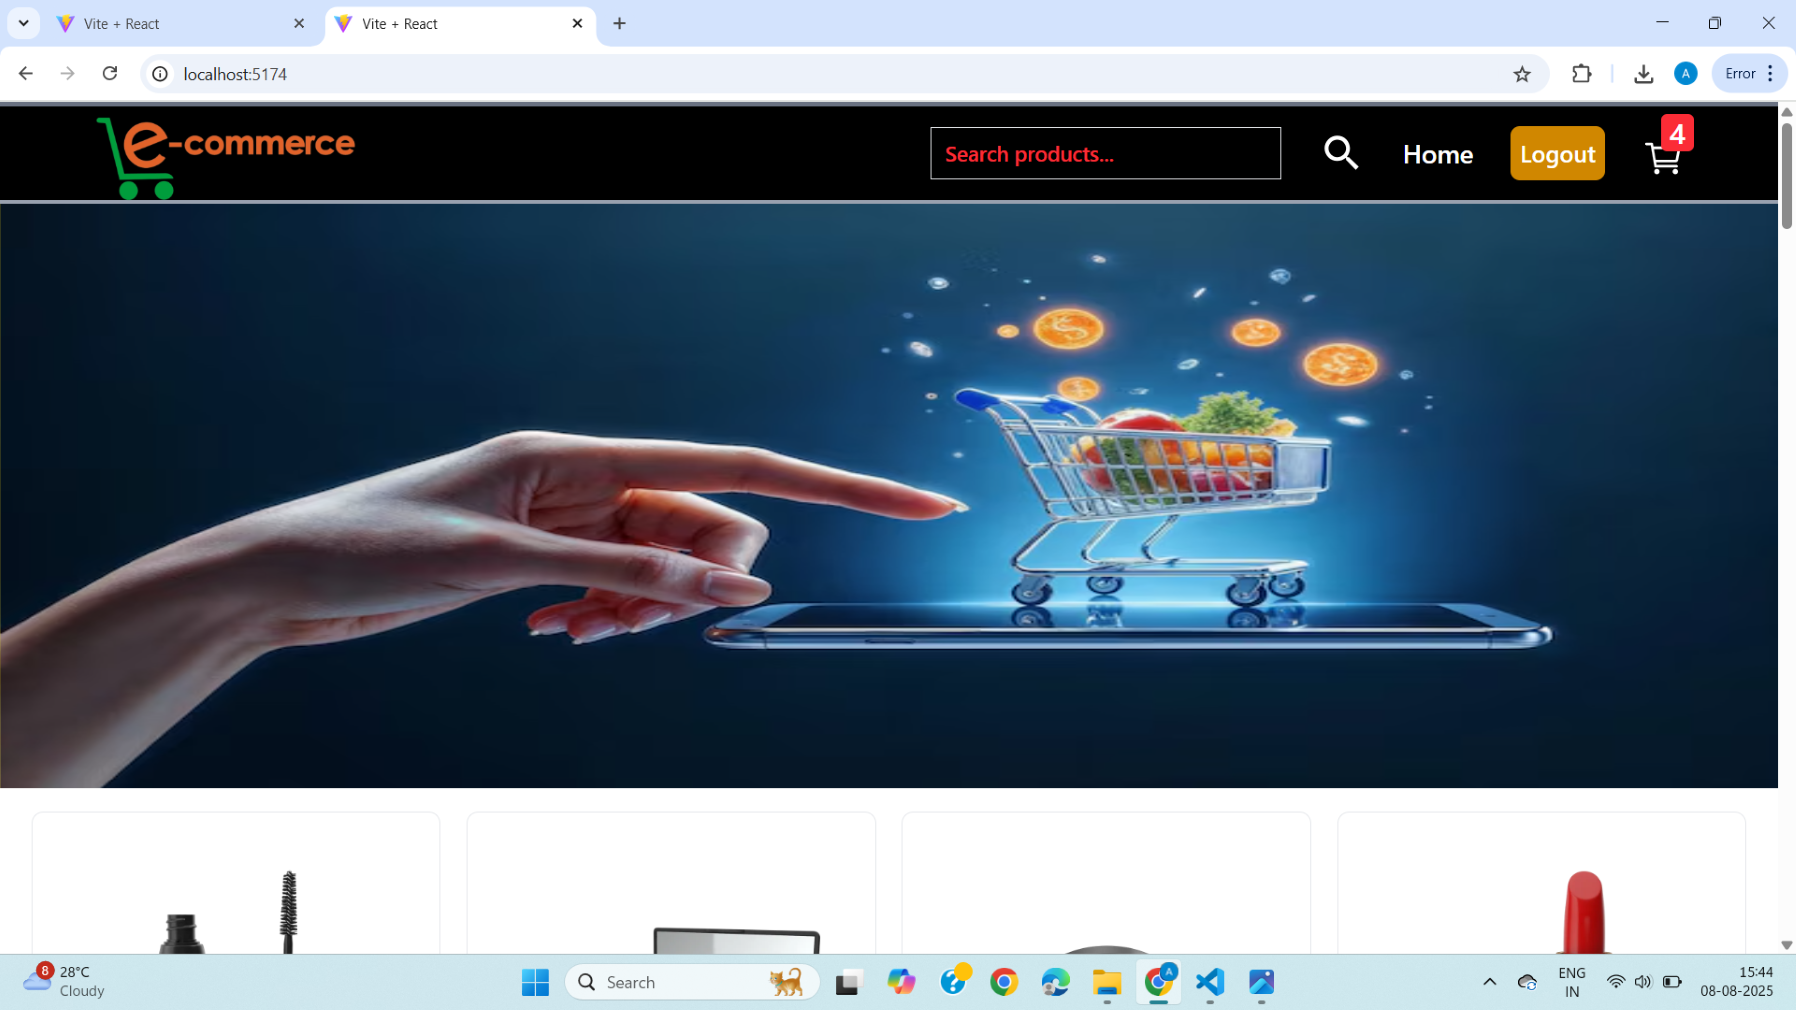 Vite + React
Vite + React
localhost:5174
A
Error
e-commerce
Search products...
Home
Logout
4
8
28°C
Cloudy
Search
A
ENG
IN
15:44
08-08-2025